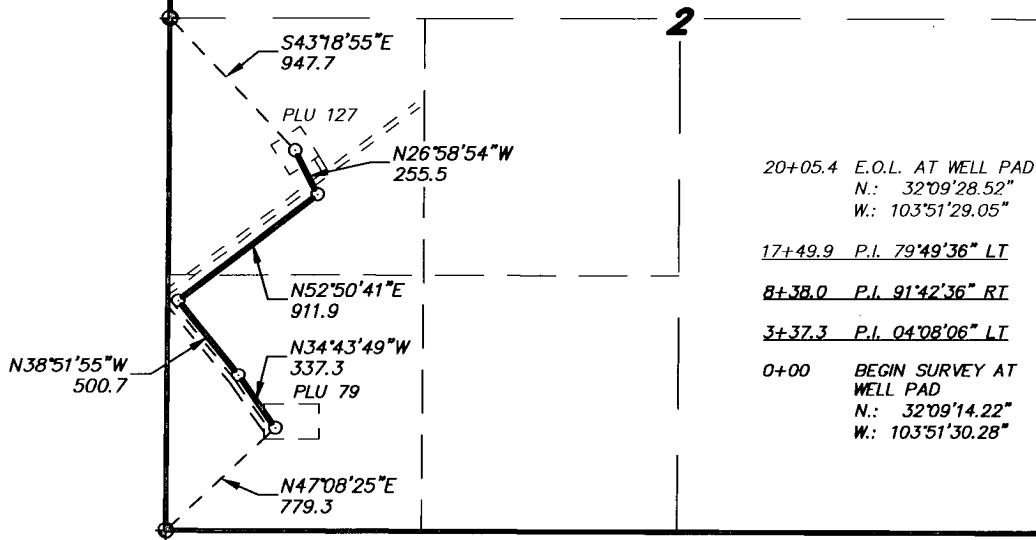 2
S43°18'55"E
947.7
PLU 127
N26°58'54"W
255.5
20+05.4 E.O.L. AT WELL PAD
N.: 32°09'28.52"
W.: 103°51'29.05"
17+49.9 P.I. 79°49'36" LT
8+38.0 P.I. 91°42'36" RT
3+37.3 P.I. 04°08'06" LT
0+00 BEGIN SURVEY AT
WELL PAD
N.: 32°09'14.22"
W.: 103°51'30.28"
N52°50'41"E
911.9
N38°51'55"W
500.7
N34°43'49"W
337.3
PLU 79
N47°08'25"E
779.3